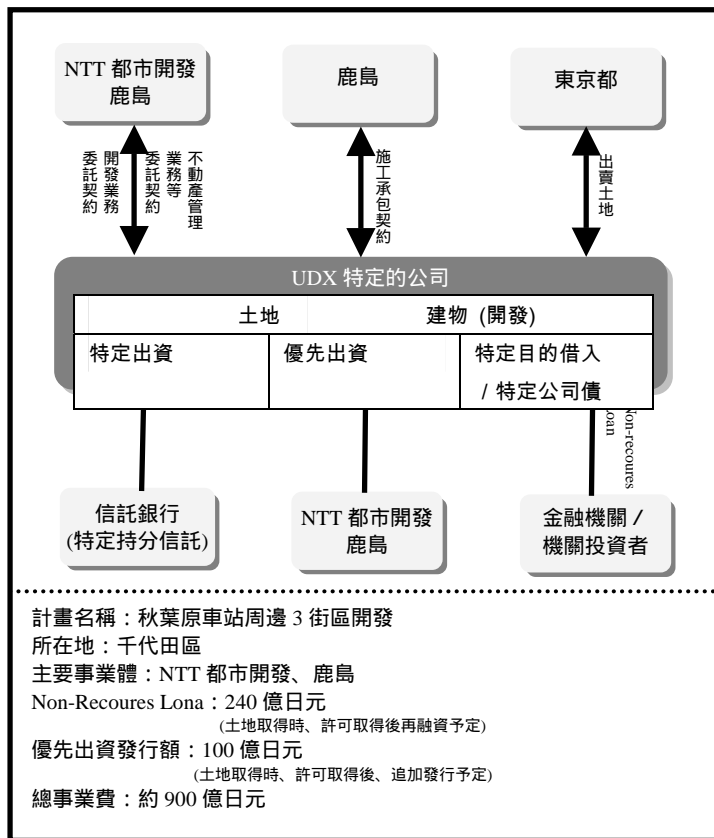 NTT 都市開發
鹿島
鹿島
東京都
委託契約
開發業務
委託契約
業務等
不動產管理
施工承包契約
出賣土地
UDX 特定的公司
土地
建物 (開發)
特定出資
優先出資
特定目的借入
/ 特定公司債
Loan
Non-recoures
信託銀行
(特定持分信託)
NTT 都市開發
鹿島
金融機關 /
機關投資者
計畫名稱：秋葉原車站周邊 3 街區開發
所在地：千代田區
主要事業體：NTT 都市開發、鹿島
Non-Recoures Lona：240 億日元
(土地取得時、許可取得後再融資予定)
優先出資發行額：100 億日元
(土地取得時、許可取得後、追加發行予定)
總事業費：約 900 億日元